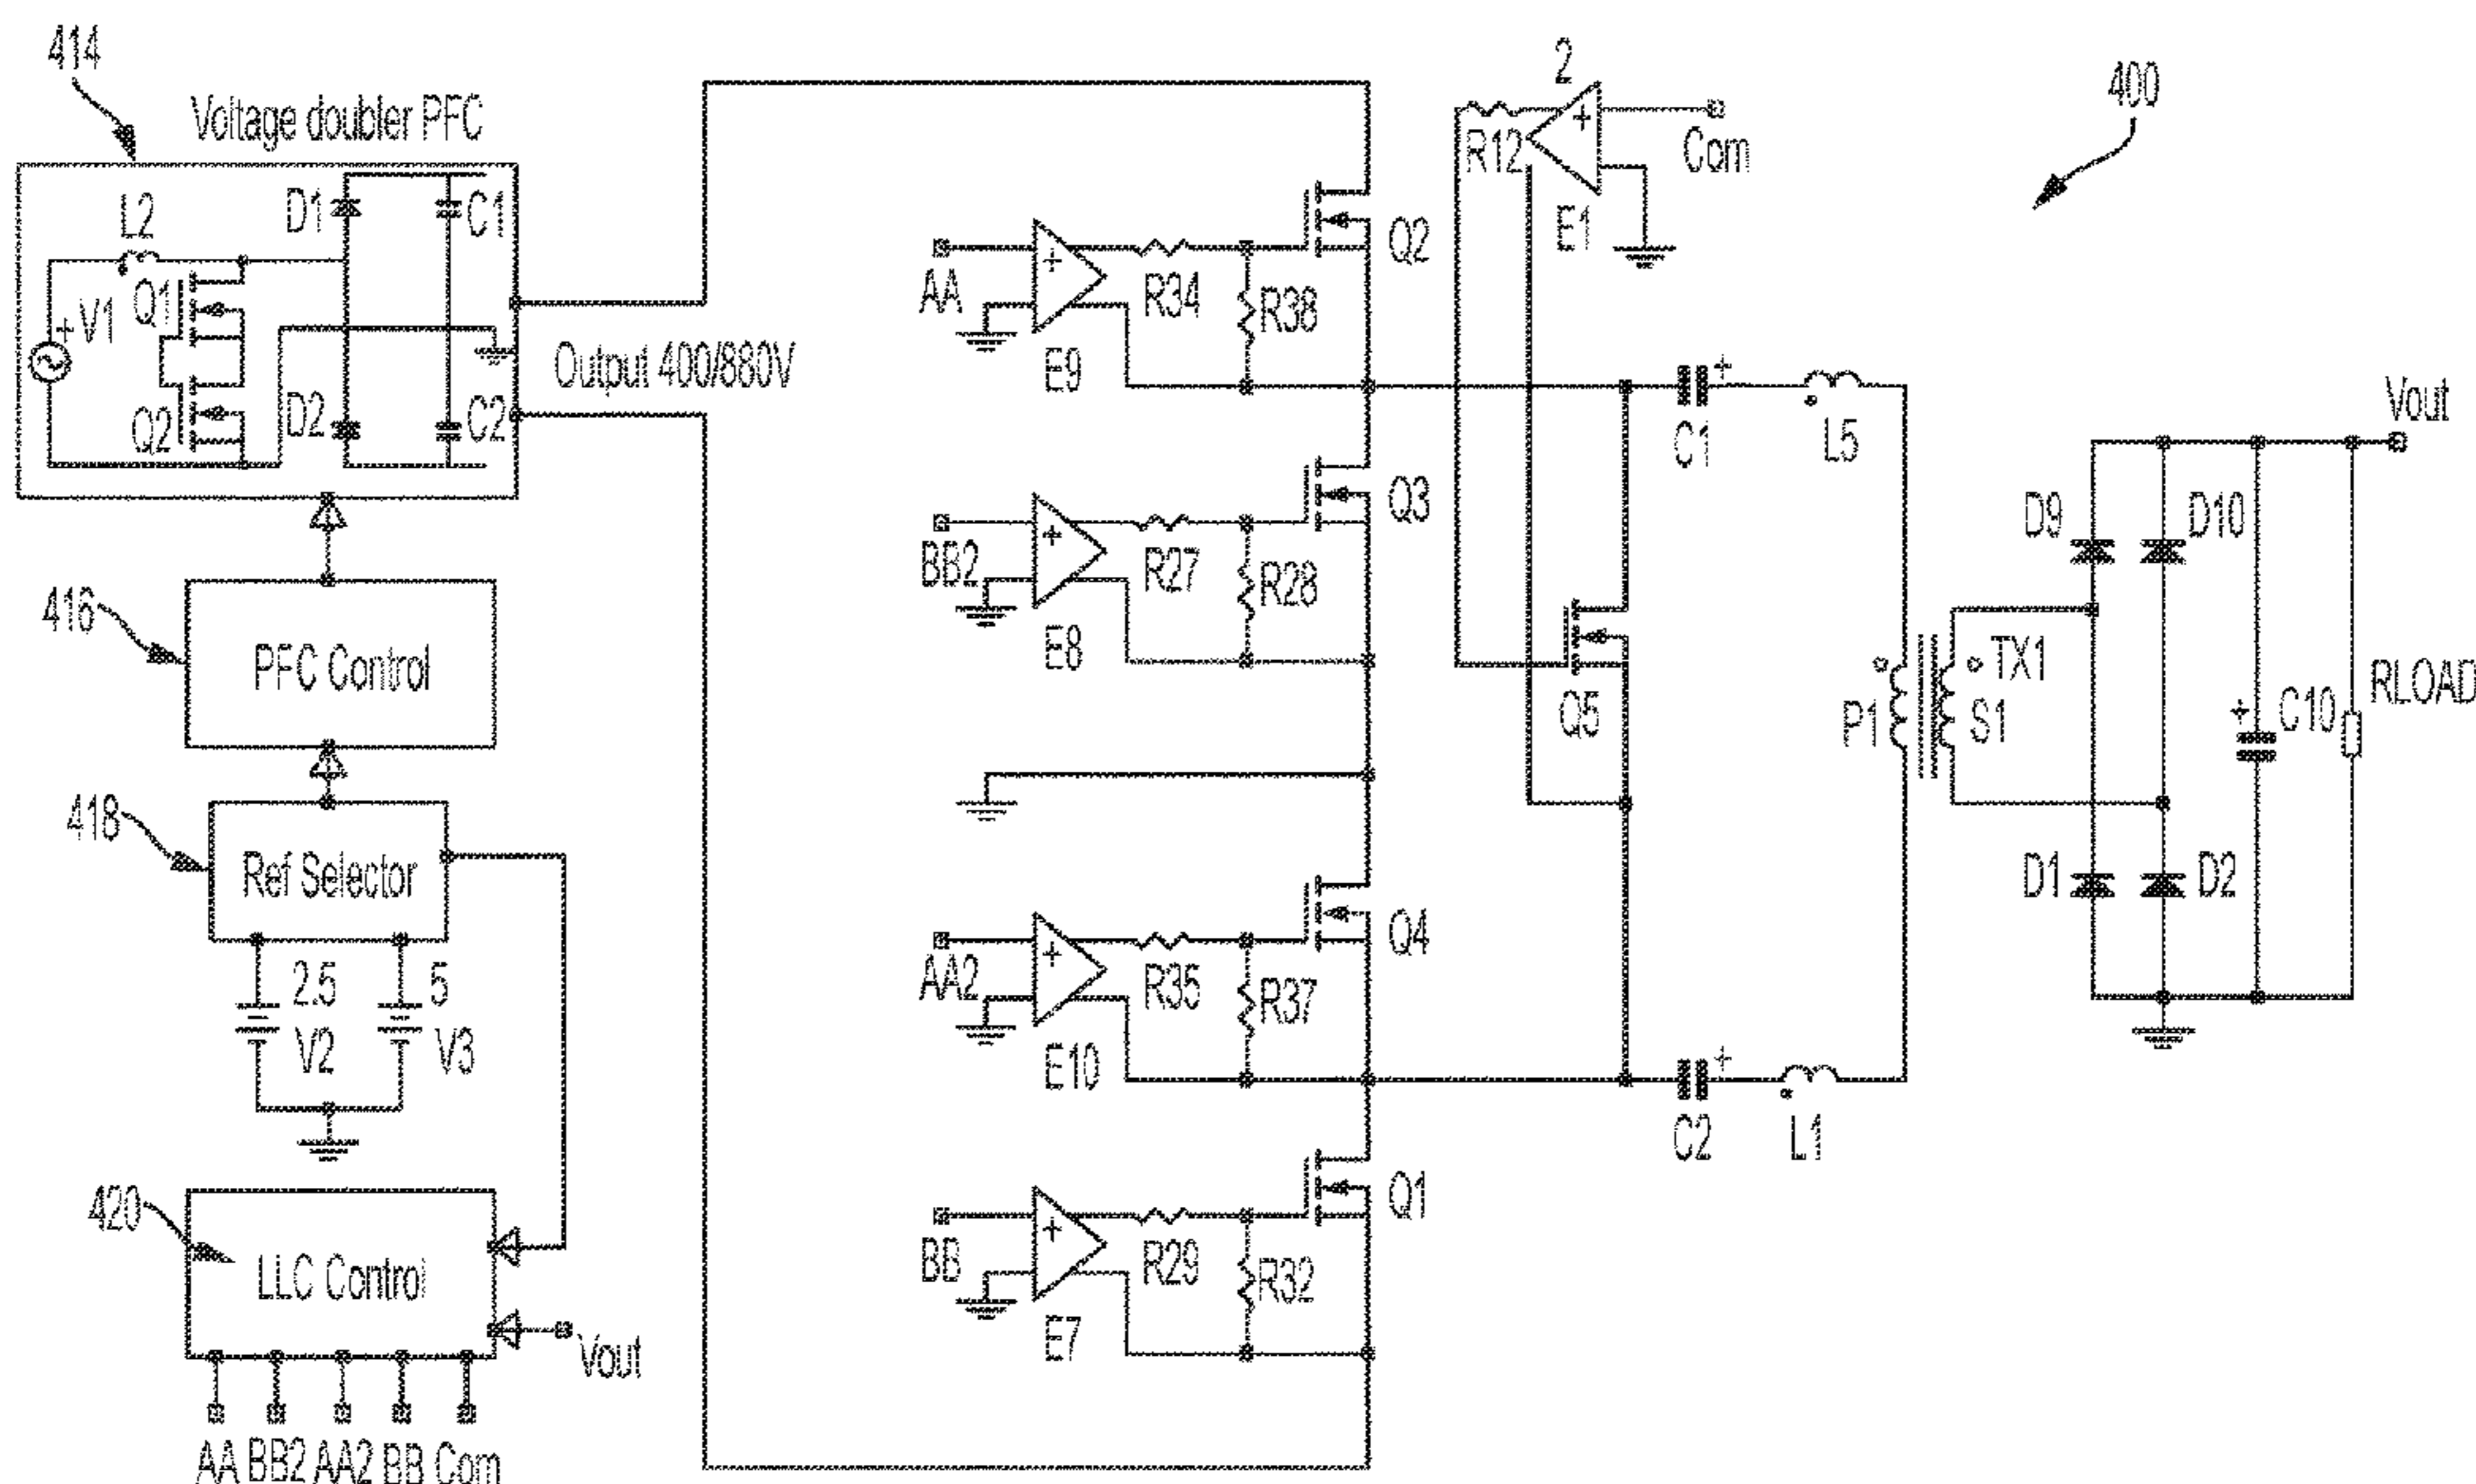 414
Voltage doubler PFC
L2
D1
C1
Q1
V1
+
Q2
D2
C2
Output 400/880V
416
PFC Control
418
Ref Selector
2.5
V2
5
V3
420
LLC Control
Vout
AA BB2 AA2 BB Com
AA
+
E9
R34
R38
Q2
BB2
+
E8
R27
R28
Q3
AA2
+
E10
R35
R37
Q4
BB
+
E7
R29
R32
Q1
2
R12
+
E1
Com
Q5
C1
+
L5
C2
+
L1
P1
S1
TX1
400
Vout
D9
D10
D1
D2
+
C10
RLOAD